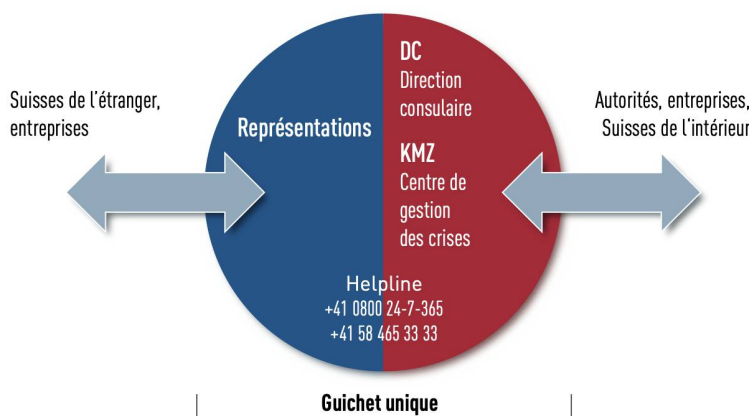 Suisses de l'étranger,
entreprises
Représentations
DC
Direction
consulaire
KMZ
Centre de
gestion
des crises
Autorités, entreprises,
Suisses de l'intérieur
Helpline
+41 0800 24-7-365
+41 58 465 33 33
Guichet unique